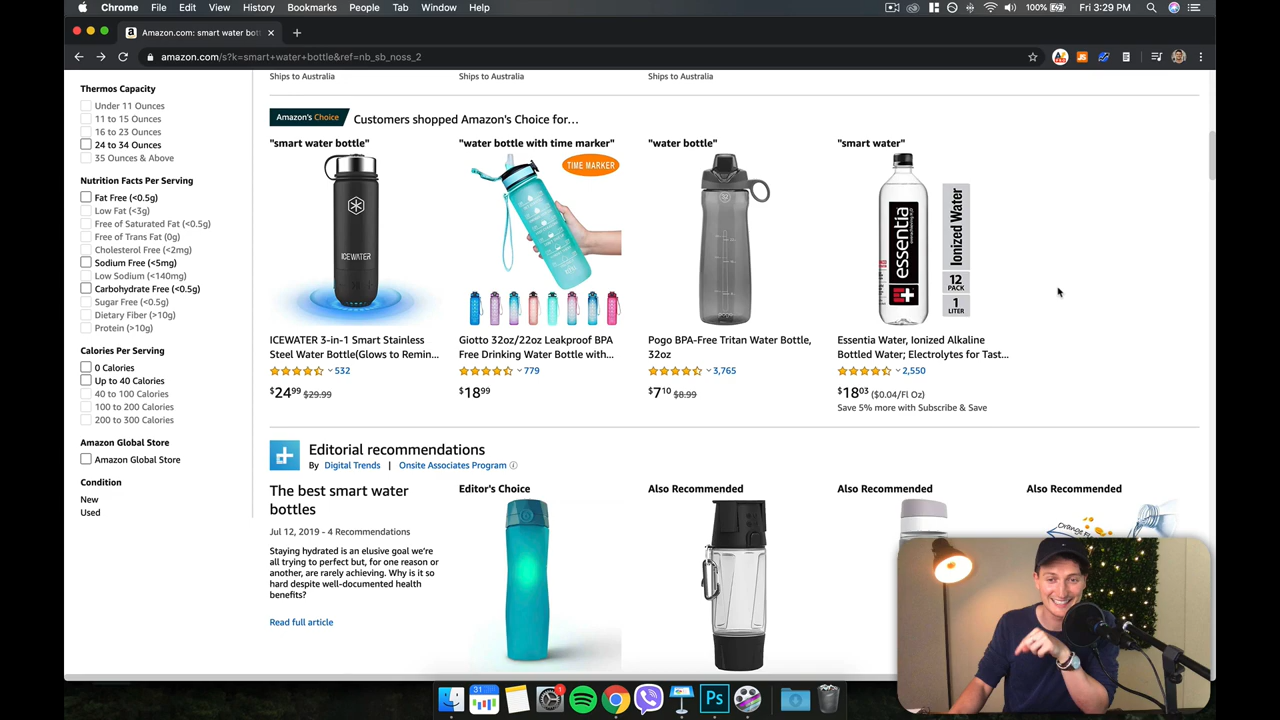 Chrome File Edit View History Bookmarks People Tab Window Help
100% Fri 3:29 PM
Amazon.com: smart water bot
amazon.com/s?k=smart+water+bottle&ref=nb_sb_noss_2
Ships to Australia
Ships to Australia
Ships to Australia
Thermos Capacity
Under 11 Ounces
11 to 15 Ounces
16 to 23 Ounces
24 to 34 Ounces
35 Ounces & Above
Nutrition Facts Per Serving
Fat Free (<0.5g)
Low Fat (<3g)
Free of Saturated Fat (<0.5g)
Free of Trans Fat (0g)
Cholesterol Free (<2mg)
Sodium Free (<5mg)
Low Sodium (<140mg)
Carbohydrate Free (<0.5g)
Sugar Free (<0.5g)
Dietary Fiber (>10g)
Protein (>10g)
Calories Per Serving
0 Calories
Up to 40 Calories
40 to 100 Calories
100 to 200 Calories
200 to 300 Calories
Amazon Global Store
Amazon Global Store
Condition
New
Used
Amazon's Choice Customers shopped Amazon's Choice for…
"smart water bottle"
ICEWATER
ICEWATER 3-in-1 Smart Stainless
Steel Water Bottle(Glows to Remin...
532
$24 99 $29.99
"water bottle with time marker"
TIME MARKER
Giotto 32oz/22oz Leakproof BPA
Free Drinking Water Bottle with...
779
$18 99
"water bottle"
Pogo BPA-Free Tritan Water Bottle,
32oz
3,765
$7 10 $8.99
"smart water"
essentia
Ionized Water
12
PACK
1
LITER
Essentia Water, Ionized Alkaline
Bottled Water; Electrolytes for Tast...
2,550
$18 03 ($0.04/Fl Oz)
Save 5% more with Subscribe & Save
Editorial recommendations
By Digital Trends | Onsite Associates Program
The best smart water
bottles
Jul 12, 2019 - 4 Recommendations
Staying hydrated is an elusive goal we're
all trying to perfect but, for one reason or
another, are rarely achieving. Why is it so
hard despite well-documented health
benefits?
Read full article
Editor's Choice
Also Recommended
Also Recommended
Also Recommended
31
Ps